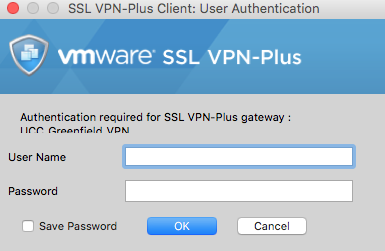 SSL VPN-Plus Client: User Authentication
vmware® SSL VPN-Plus
Authentication required for SSL VPN-Plus gateway :
UCC Greenfield VPN
User Name
Password
Save Password
OK
Cancel